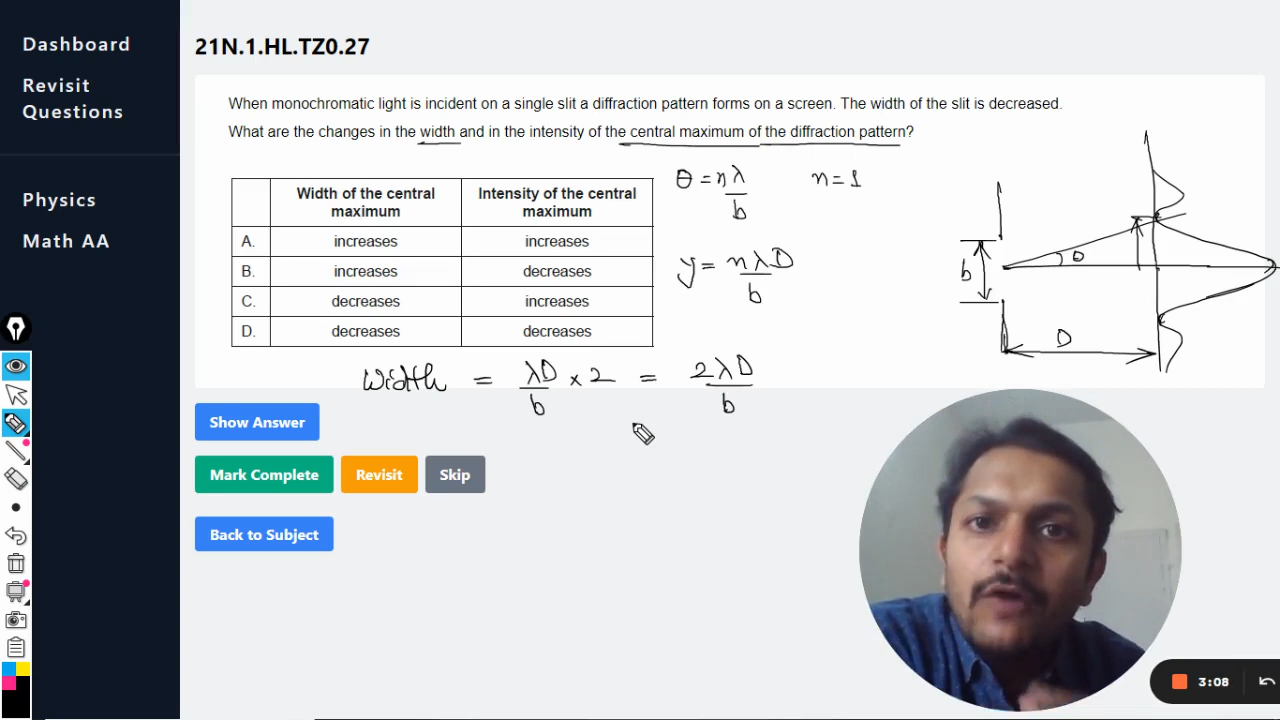 Dashboard
Revisit
Questions
Physics
Math AA
21N.1.HL.TZ0.27
When monochromatic light is incident on a single slit a diffraction pattern forms on a screen. The width of the slit is decreased.
What are the changes in the width and in the intensity of the central maximum of the diffraction pattern?
Width of the central maximum Intensity of the central maximum
A. increases increases
B. increases decreases
C. decreases increases
D. decreases decreases
θ = nλ/b n = 1
y = nλD/b
Width = λD/b × 2 = 2λD/b
b
θ
D
Show Answer
Mark Complete Revisit Skip
Back to Subject
3:08